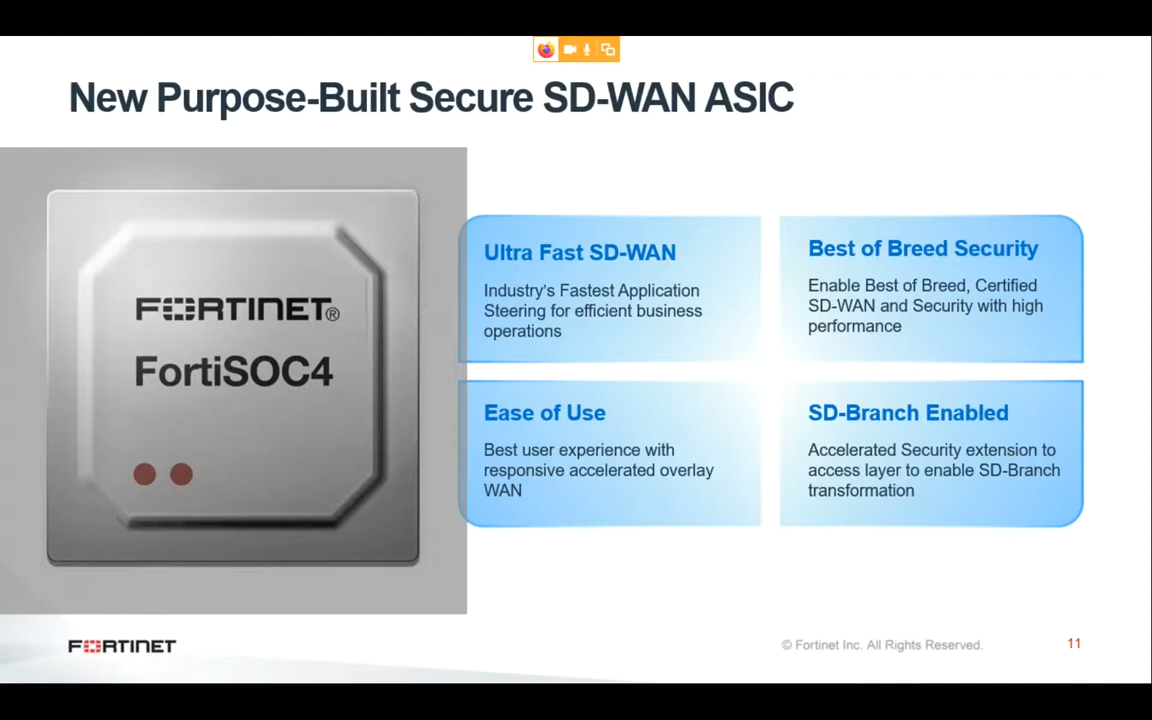 New Purpose-Built Secure SD-WAN ASIC
FORTINET®
FortiSOC4
Ultra Fast SD-WAN
Industry's Fastest Application
Steering for efficient business
operations
Best of Breed Security
Enable Best of Breed, Certified
SD-WAN and Security with high
performance
Ease of Use
Best user experience with
responsive accelerated overlay
WAN
SD-Branch Enabled
Accelerated Security extension to
access layer to enable SD-Branch
transformation
FORTINET
© Fortinet Inc. All Rights Reserved.
11